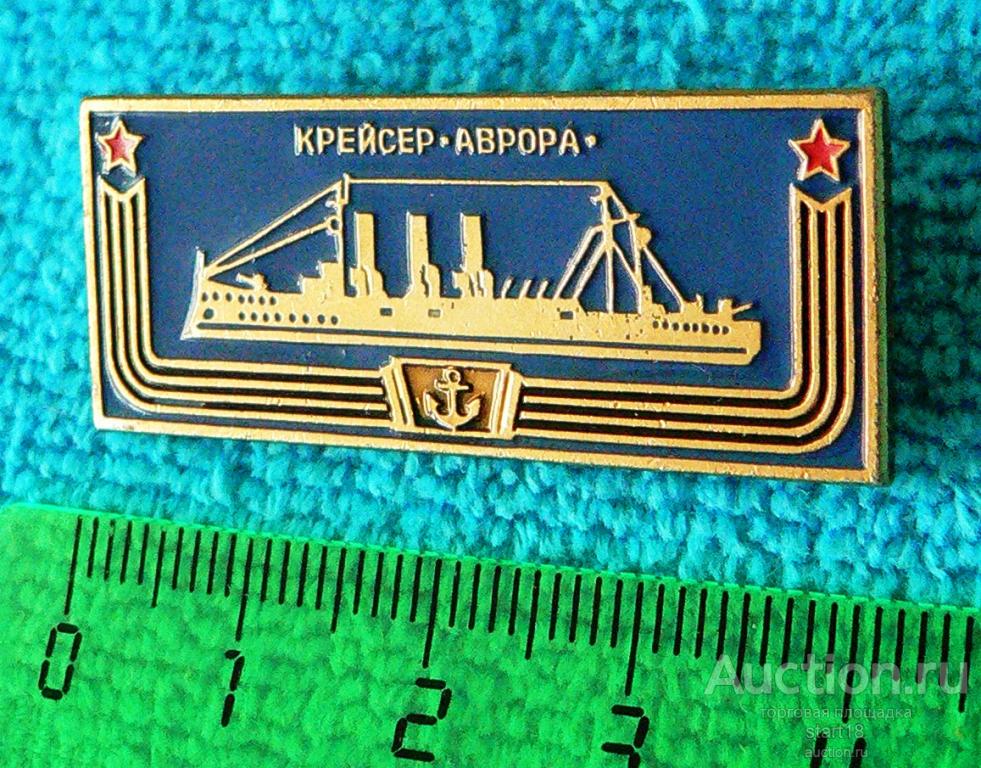 КРЕЙСЕР•АВРОРА•
0 1 2 3
Auction.ru
торговая площадка
start18
auction.ru